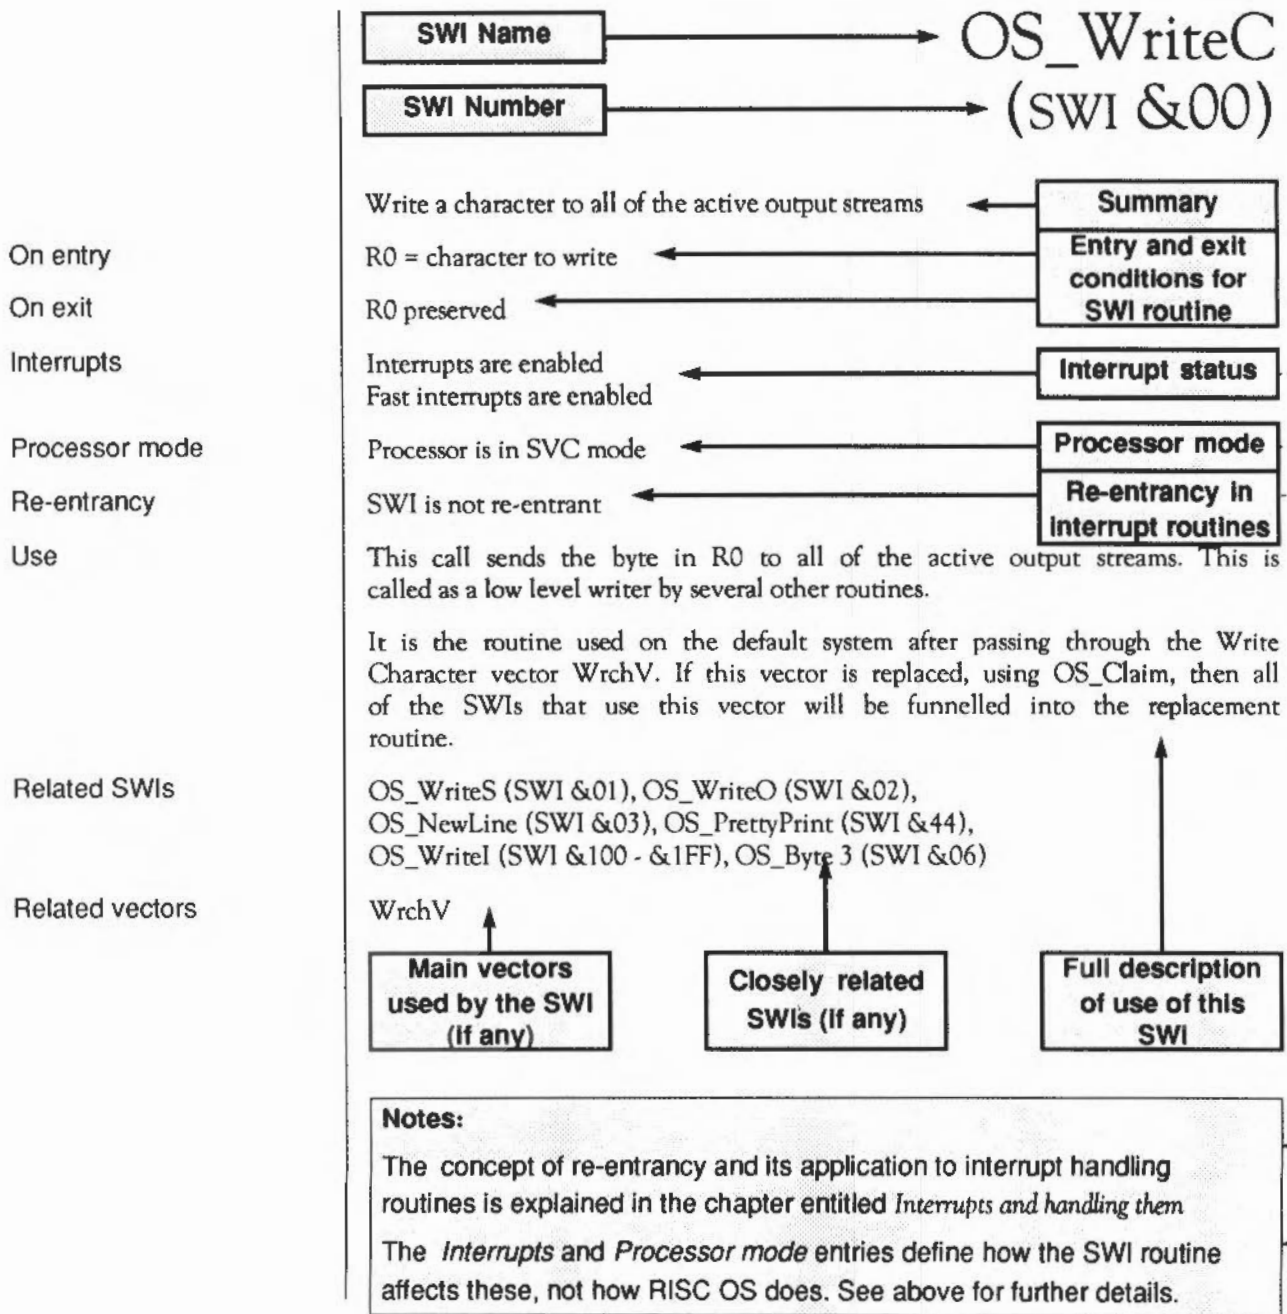 SWI Name OS_WriteC
SWI Number (SWI &00)
Write a character to all of the active output streams Summary
On entry R0 = character to write Entry and exit
conditions for
On exit R0 preserved SWI routine
Interrupts Interrupts are enabled Interrupt status
Fast interrupts are enabled
Processor mode Processor is in SVC mode Processor mode
Re-entrancy SWI is not re-entrant Re-entrancy in
interrupt routines
Use This call sends the byte in R0 to all of the active output streams. This is
called as a low level writer by several other routines.
It is the routine used on the default system after passing through the Write
Character vector WrchV. If this vector is replaced, using OS_Claim, then all
of the SWIs that use this vector will be funnelled into the replacement
routine.
Related SWIs OS_WriteS (SWI &01), OS_WriteO (SWI &02),
OS_NewLine (SWI &03), OS_PrettyPrint (SWI &44),
OS_WriteI (SWI &100 - &1FF), OS_Byte 3 (SWI &06)
Related vectors WrchV
Main vectors
used by the SWI
(if any)
Closely related
SWIs (if any)
Full description
of use of this
SWI
Notes:
The concept of re-entrancy and its application to interrupt handling
routines is explained in the chapter entitled Interrupts and handling them
The Interrupts and Processor mode entries define how the SWI routine
affects these, not how RISC OS does. See above for further details.